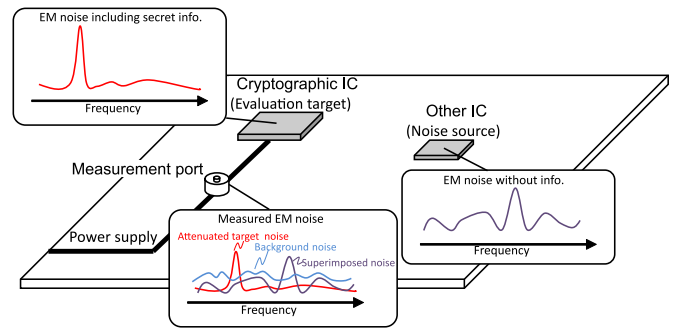 EM noise including secret info.
Frequency
Cryptographic IC
(Evaluation target)
Other IC
(Noise source)
Measurement port
EM noise without info.
Frequency
Power supply
Measured EM noise
Attenuated target noise
Background noise
Superimposed noise
Frequency